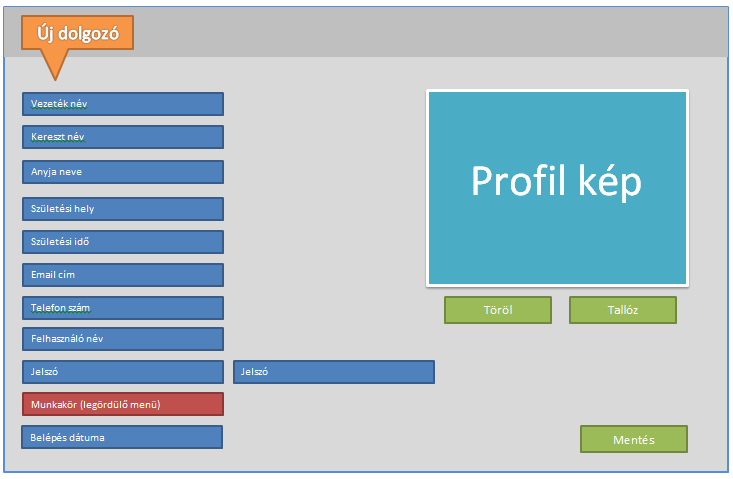 Új dolgozó
Vezeték név
Kereszt név
Anyja neve
Születési hely
Születési idő
Email cím
Telefon szám
Felhasználó név
Jelszó
Jelszó
Munkakör (legördülő menü)
Belépés dátuma
Profil kép
Töröl
Tallóz
Mentés